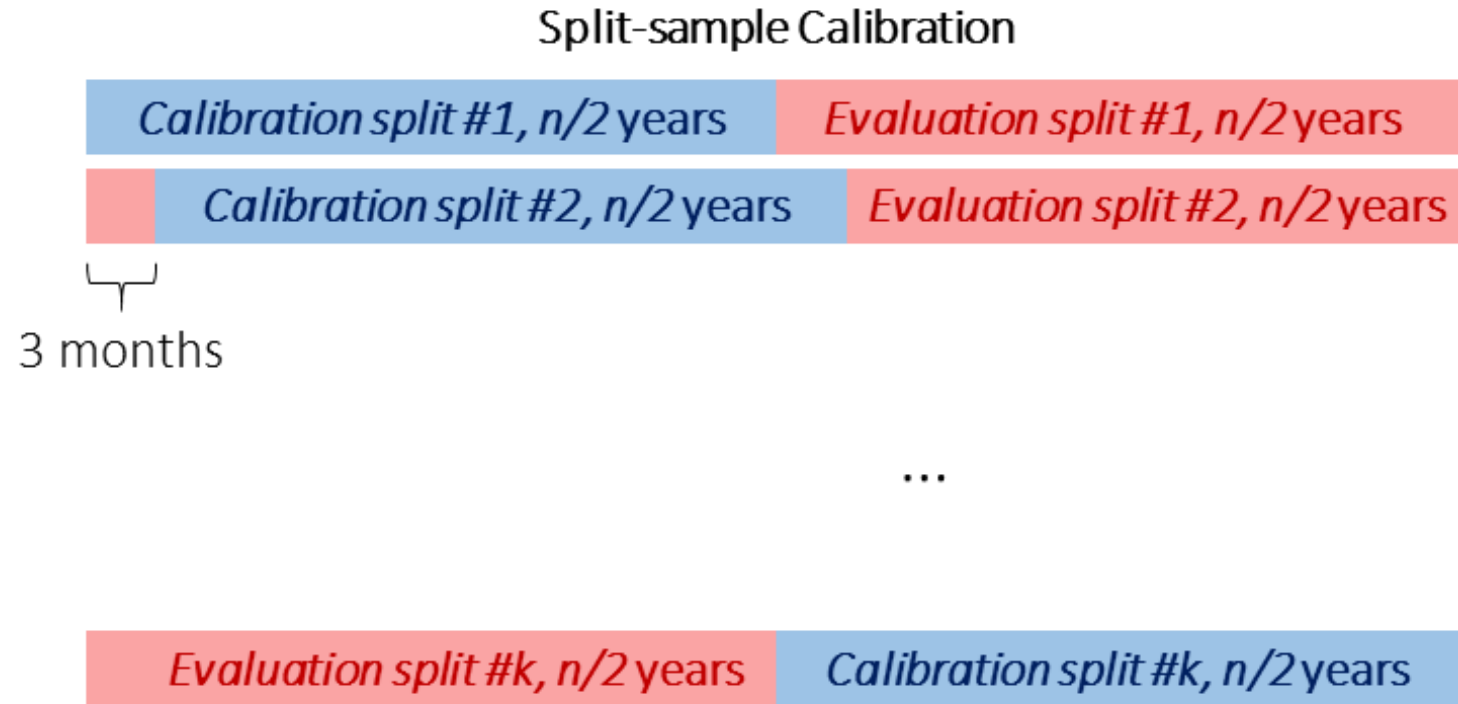 Split-sample Calibration
Calibration split #1, n/2 years Evaluation split #1, n/2 years
Calibration split #2, n/2 years Evaluation split #2, n/2 years
3 months
...
Evaluation split #k, n/2 years Calibration split #k, n/2 years